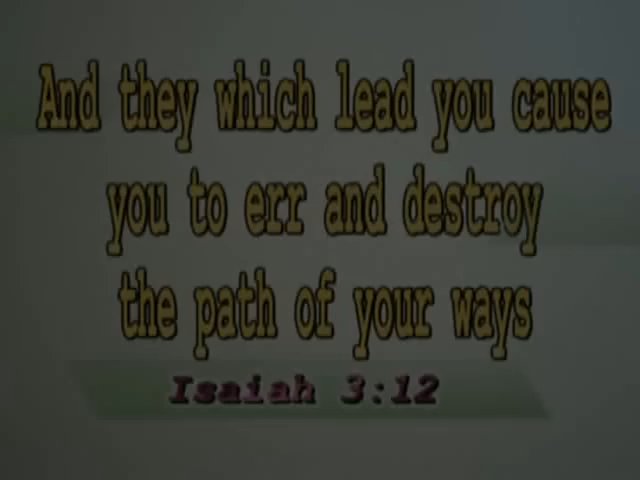 And they which lead you cause
you to err and destroy
the path of your ways
Isaiah 3:12